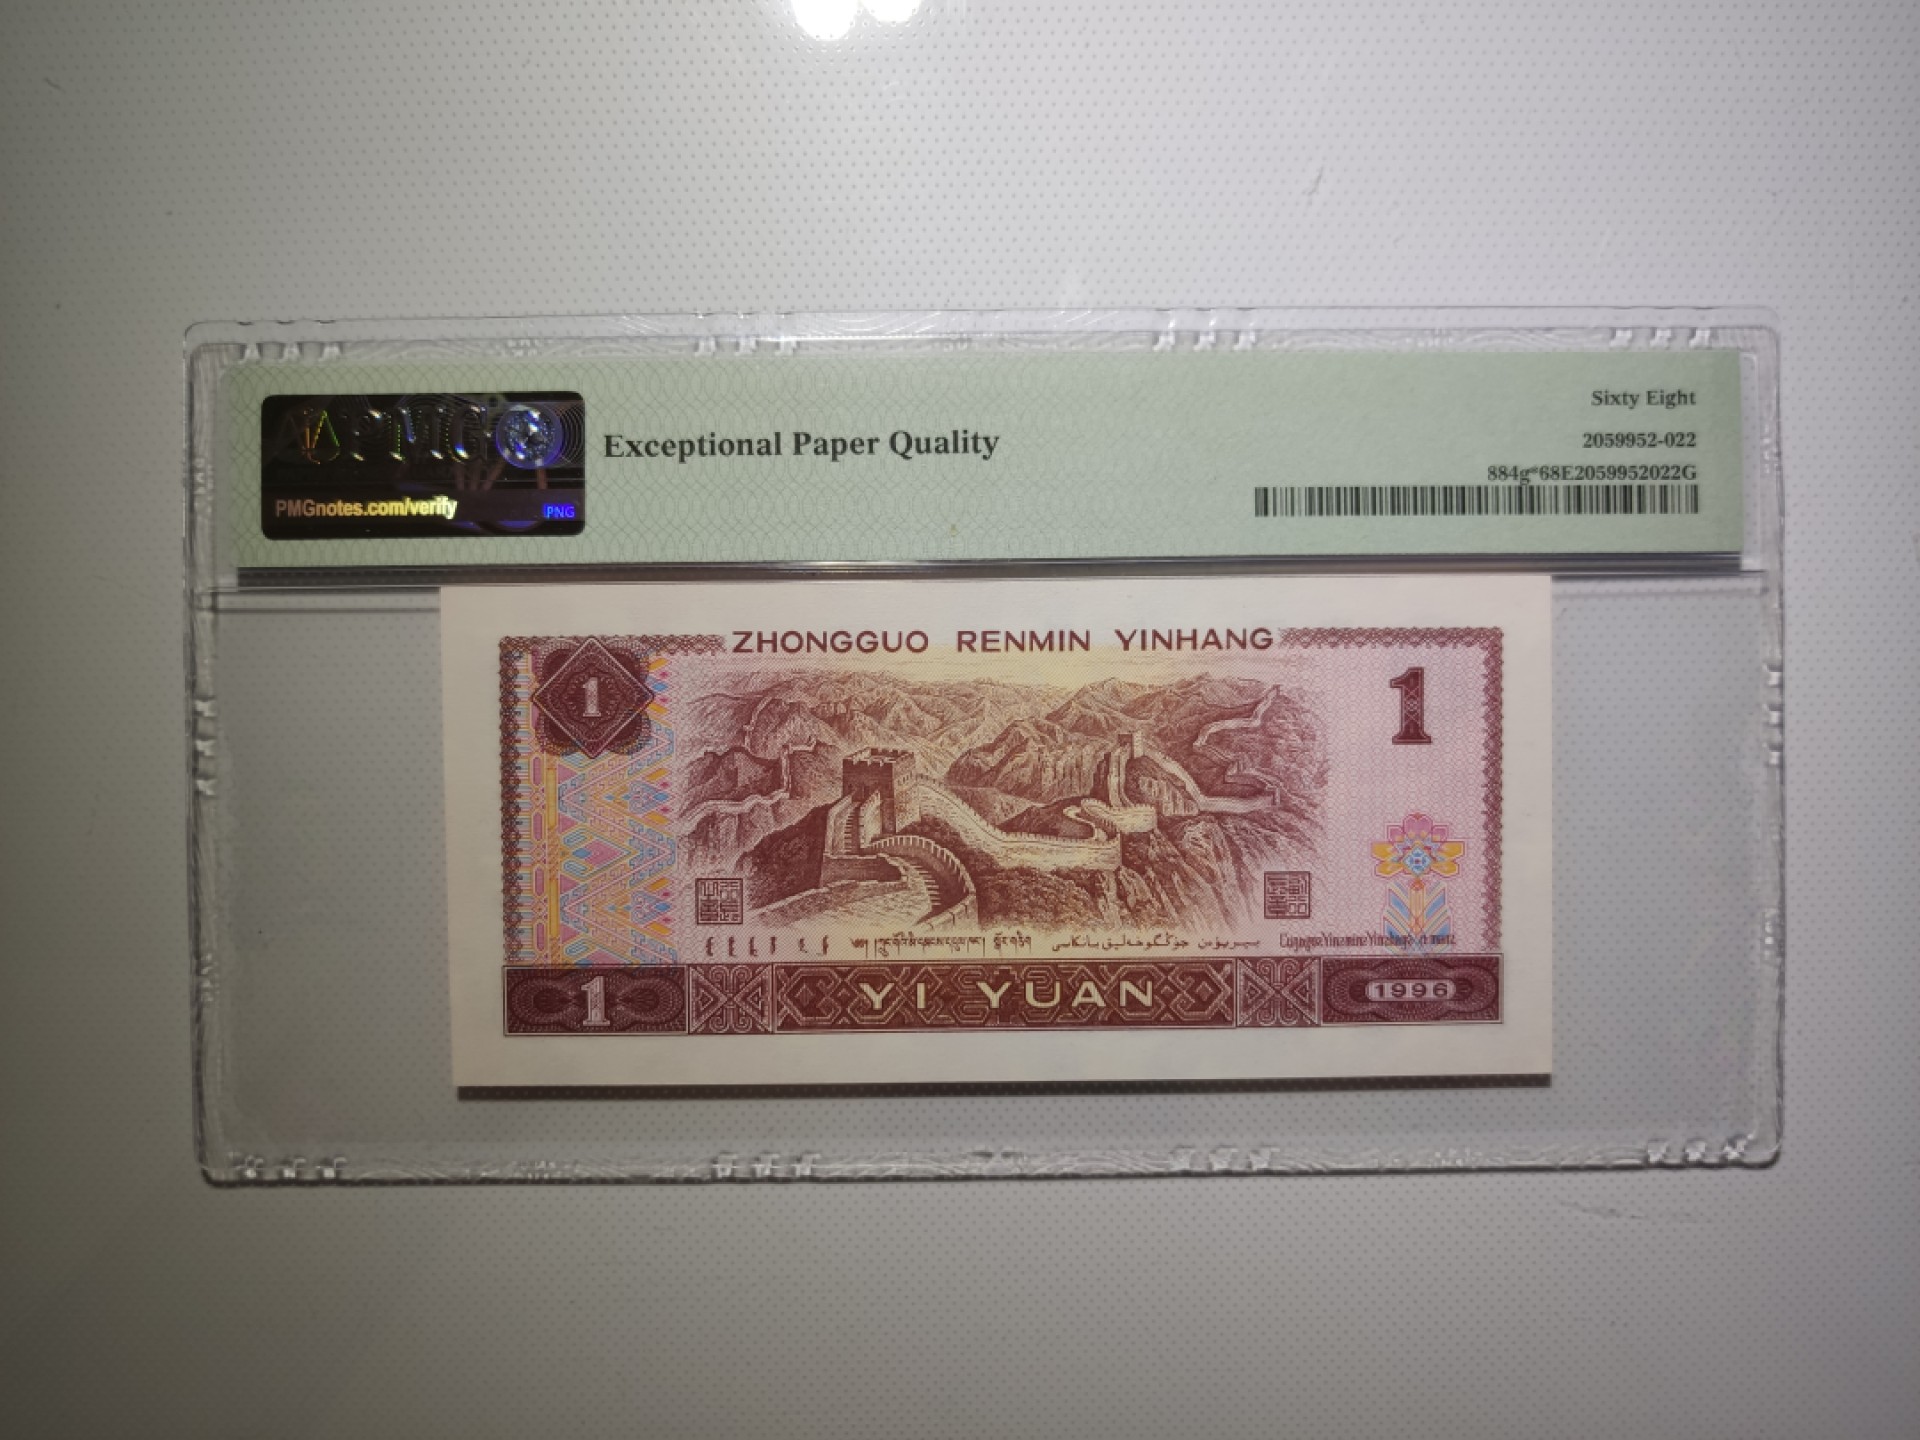 PMG
PMGnotes.com/verify
PNG
Exceptional Paper Quality
Sixty Eight
2059952-022
884g*68E2059952022G
ZHONGGUO RENMIN YINHANG
1
1
1 YI YUAN 1996